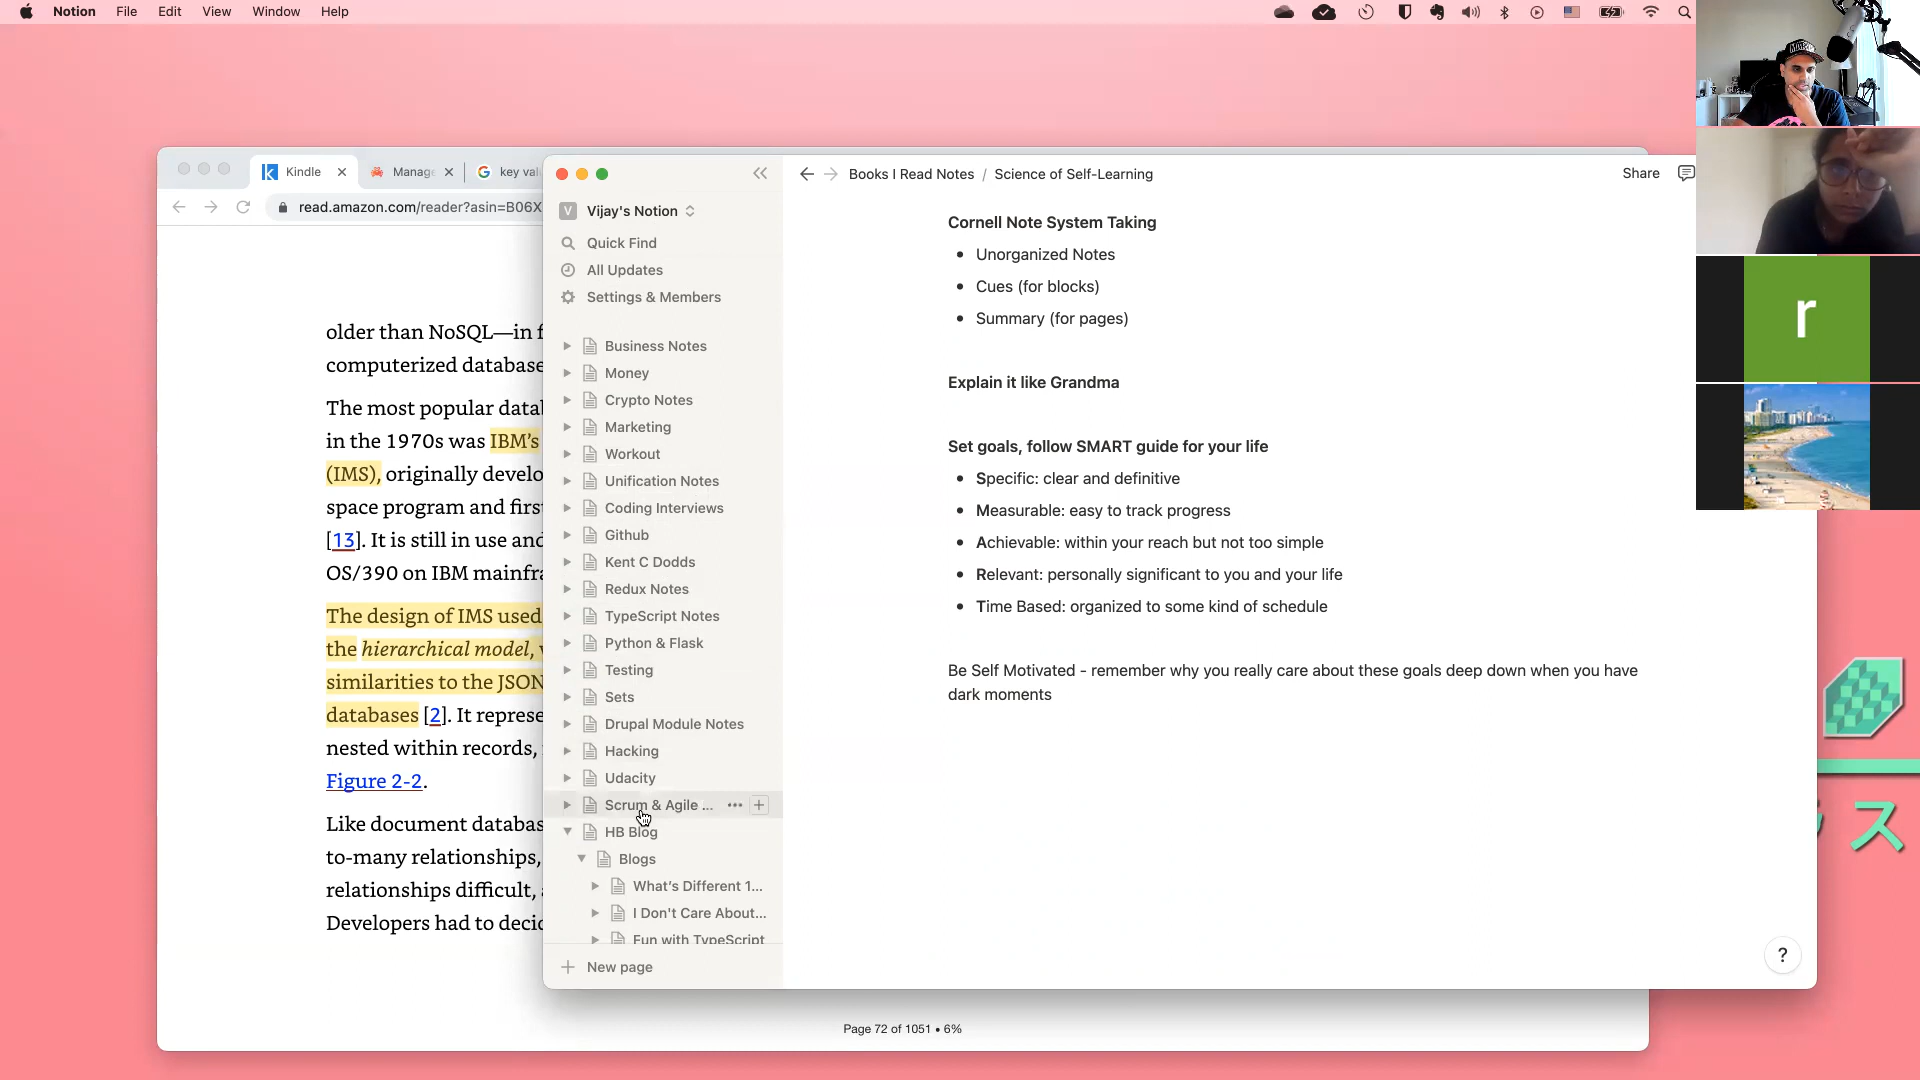 Notion File Edit View Window Help
Kindle
Manage
key val
read.amazon.com/reader?asin=B06X
older than NoSQL—in f
computerized database
The most popular datab
in the 1970s was IBM's
(IMS), originally develo
space program and firs
[13]. It is still in use and
OS/390 on IBM mainfra
The design of IMS used
the hierarchical model,
similarities to the JSON
databases [2]. It represe
nested within records,
Figure 2-2.
Like document databas
to-many relationships,
relationships difficult,
Developers had to decid
Page 72 of 1051 • 6%
V Vijay's Notion
Quick Find
All Updates
Settings & Members
Business Notes
Money
Crypto Notes
Marketing
Workout
Unification Notes
Coding Interviews
Github
Kent C Dodds
Redux Notes
TypeScript Notes
Python & Flask
Testing
Sets
Drupal Module Notes
Hacking
Udacity
Scrum & Agile ...
HB Blog
Blogs
What's Different 1...
I Don't Care About...
Fun with TypeScript
New page
Books I Read Notes / Science of Self-Learning
Share
Cornell Note System Taking
• Unorganized Notes
• Cues (for blocks)
• Summary (for pages)
Explain it like Grandma
Set goals, follow SMART guide for your life
• Specific: clear and definitive
• Measurable: easy to track progress
• Achievable: within your reach but not too simple
• Relevant: personally significant to you and your life
• Time Based: organized to some kind of schedule
Be Self Motivated - remember why you really care about these goals deep down when you have
dark moments
?
r
ス